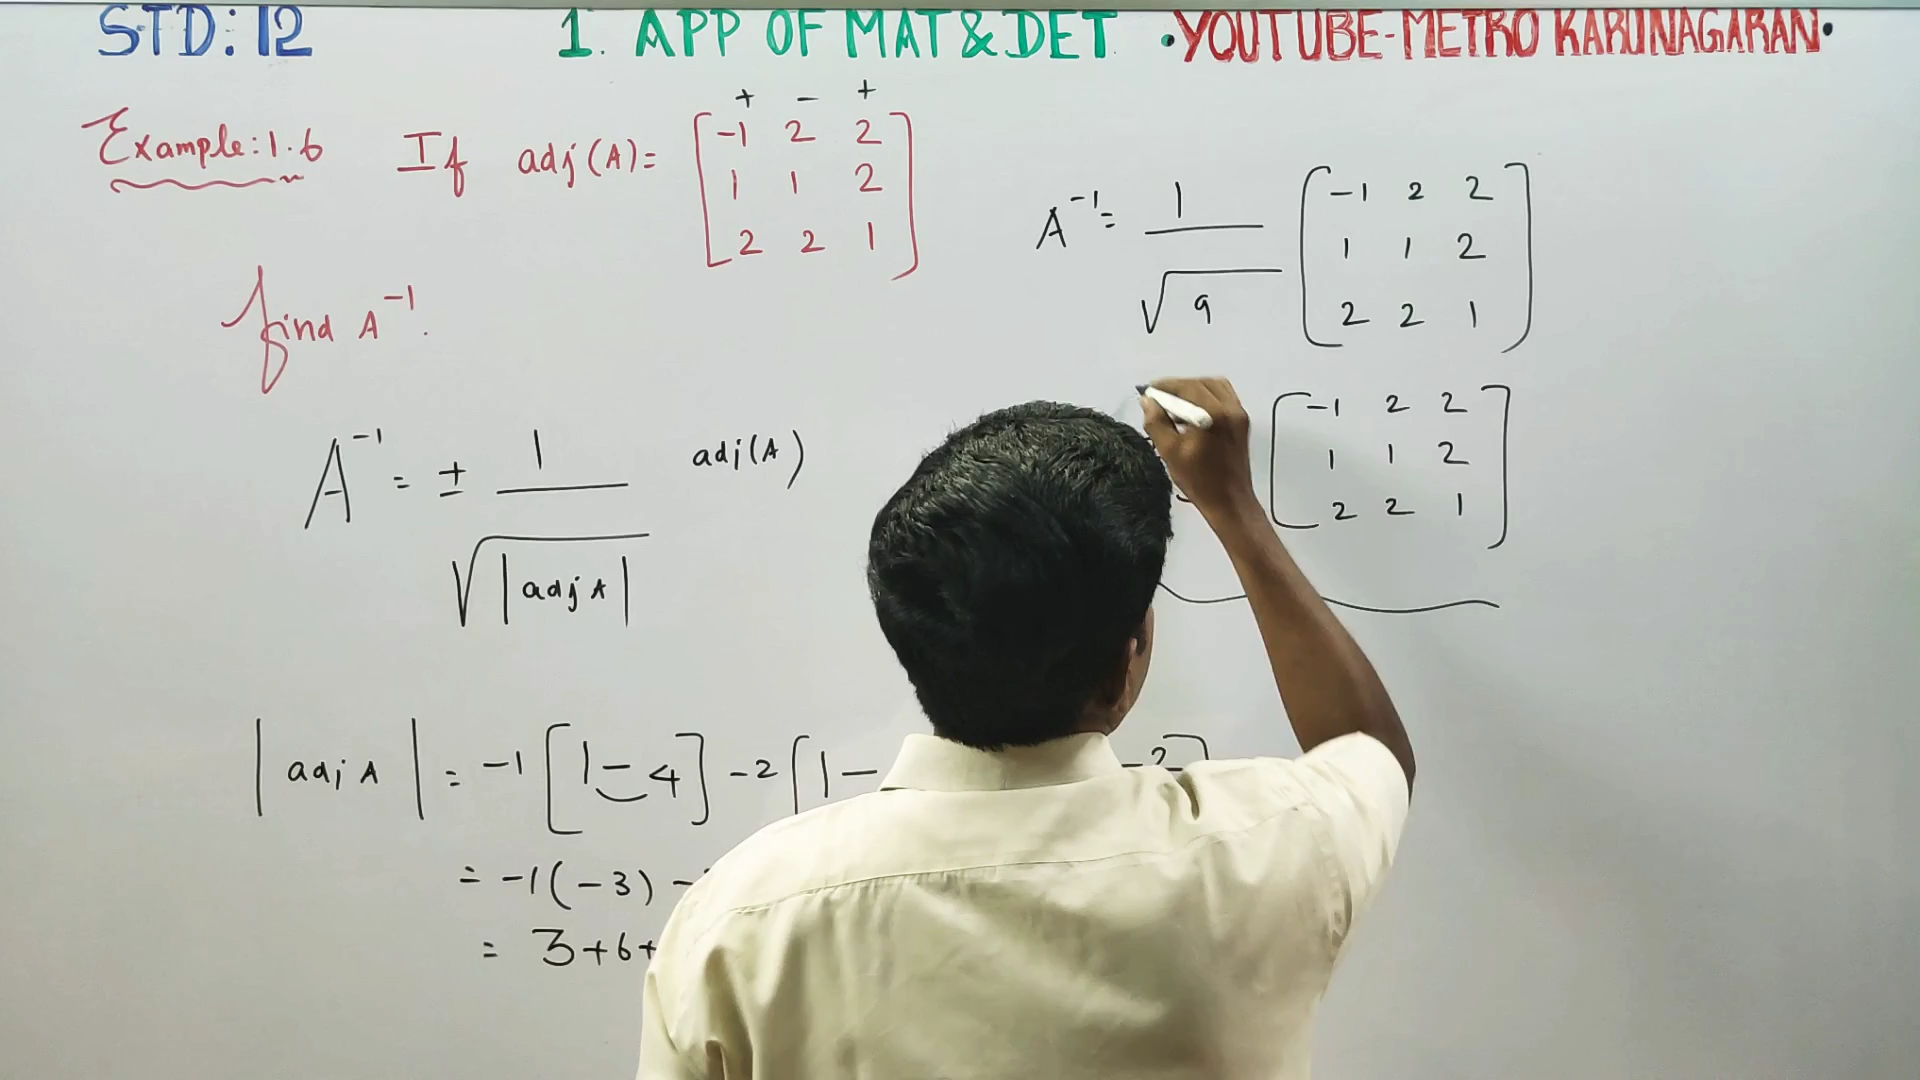 STD: 12 1. APP OF MAT & DET •YOUTUBE-METRO KARUNAGARAN•
+ - +
Example: 1.6 If adj(A)= [-1 2 2
1 1 2
2 2 1]
find A⁻¹.
A⁻¹ = ± 1 / √|adj A| adj(A)
|adj A| = -1[1-4] -2[1- -2]
= -1(-3) -
= 3+6+
A⁻¹ = 1 / √9 [-1 2 2
1 1 2
2 2 1]
[-1 2 2
1 1 2
2 2 1]